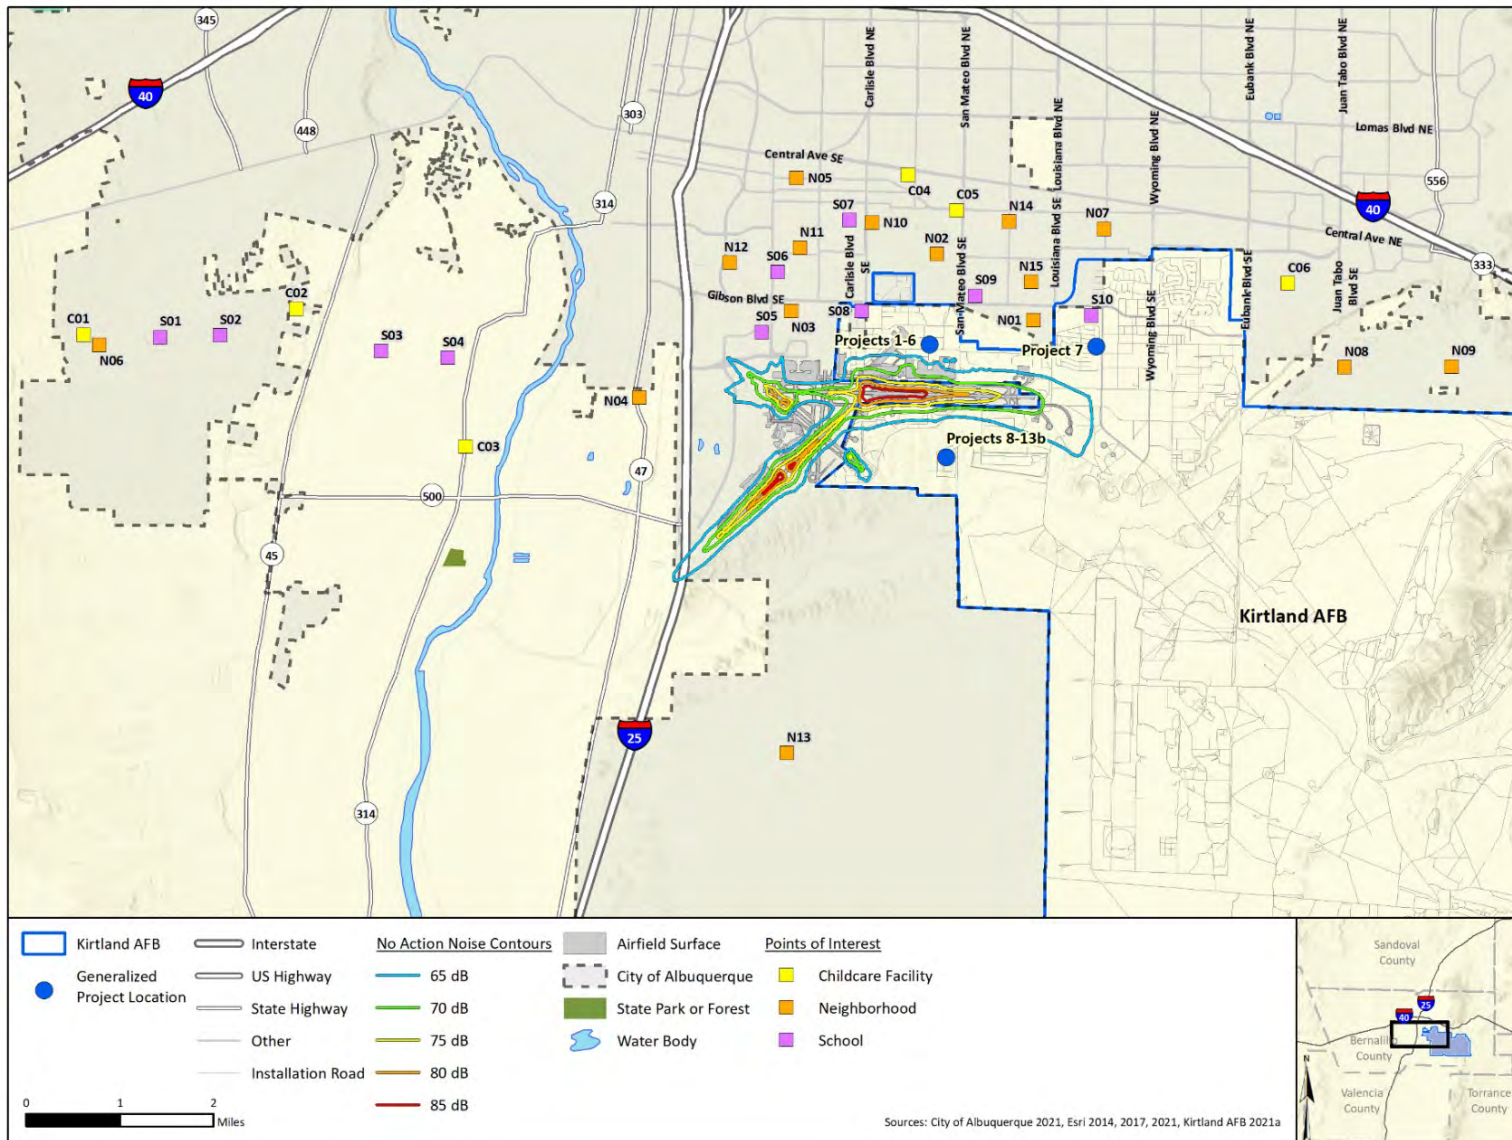 345
40
448
303
314
Carlisle Blvd NE
San Mateo Blvd NE
Louisiana Blvd NE
Wyoming Blvd NE
Eubank Blvd NE
Juan Tabo Blvd NE
Lomas Blvd NE
556
40
Central Ave NE
333
Central Ave SE
N05
C04
C05
S07
N10
N14
N07
N11
N12
S06
N02
Carlisle Blvd
SE
San Mateo Blvd SE
Louisiana Blvd SE
N15
S09
Wyoming Blvd SE
Eubank Blvd SE
C06
Juan Tabo
Blvd SE
Gibson Blvd SE
S08
S05
N03
N01
S10
C01
N06
S01
S02
C02
S03
S04
Projects 1-6
Project 7
N08
N09
N04
C03
Projects 8-13b
47
500
45
Kirtland AFB
25
N13
314
Kirtland AFB
Generalized
Project Location
Interstate
US Highway
State Highway
Other
Installation Road
No Action Noise Contours
65 dB
70 dB
75 dB
80 dB
85 dB
Airfield Surface
City of Albuquerque
State Park or Forest
Water Body
Points of Interest
Childcare Facility
Neighborhood
School
0 1 2
Miles
Sources: City of Albuquerque 2021, Esri 2014, 2017, 2021, Kirtland AFB 2021a
Sandoval
County
25
40
Bernalillo
County
N
Valencia
County
Torrance
County